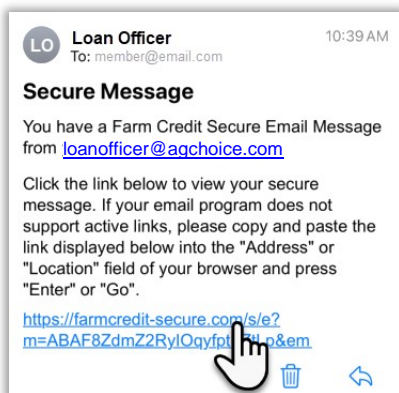 LO
Loan Officer
10:39 AM
To: member@email.com
Secure Message
You have a Farm Credit Secure Email Message
from loanofficer@agchoice.com
Click the link below to view your secure
message. If your email program does not
support active links, please copy and paste the
link displayed below into the "Address" or
"Location" field of your browser and press
"Enter" or "Go".
https://farmcredit-secure.com/s/e?